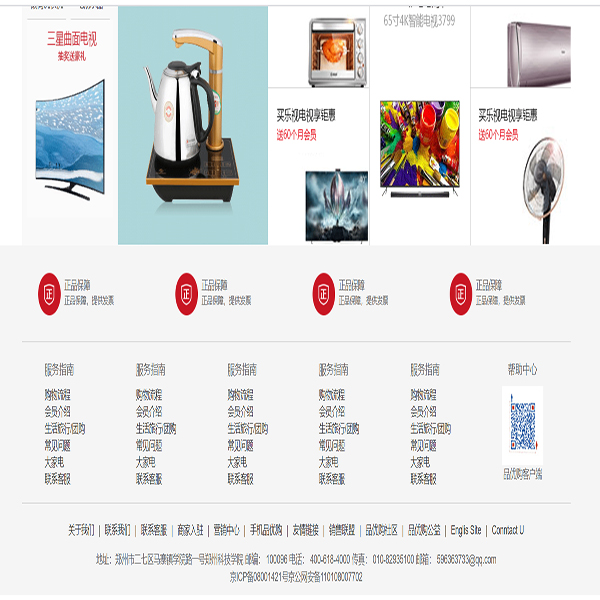 三星曲面电视
抽奖送豪礼
65寸4K智能电视3799
买乐视电视享钜惠
送60个月会员
买乐视电视享钜惠
送60个月会员
正品保障
正品保障，提供发票
正品保障
正品保障，提供发票
正品保障
正品保障，提供发票
正品保障
正品保障，提供发票
服务指南 服务指南 服务指南 服务指南 服务指南 帮助中心
购物流程 购物流程 购物流程 购物流程 购物流程
会员介绍 会员介绍 会员介绍 会员介绍 会员介绍
生活旅行/团购 生活旅行/团购 生活旅行/团购 生活旅行/团购 生活旅行/团购
常见问题 常见问题 常见问题 常见问题 常见问题
大家电 大家电 大家电 大家电 大家电
联系客服 联系客服 联系客服 联系客服 联系客服
品优购客户端
关于我们 | 联系我们 | 联系客服 | 商家入驻 | 营销中心 | 手机品优购 | 友情链接 | 销售联盟 | 品优购社区 | 品优购公益 | Englis Site | Conntact U
地址：郑州市二七区马寨镇学院路一号郑州科技学院 邮编：100096 电话：400-618-4000 传真：010-82935100 邮箱：596363733@qq.com
京ICP备08001421号京公网安备110108007702